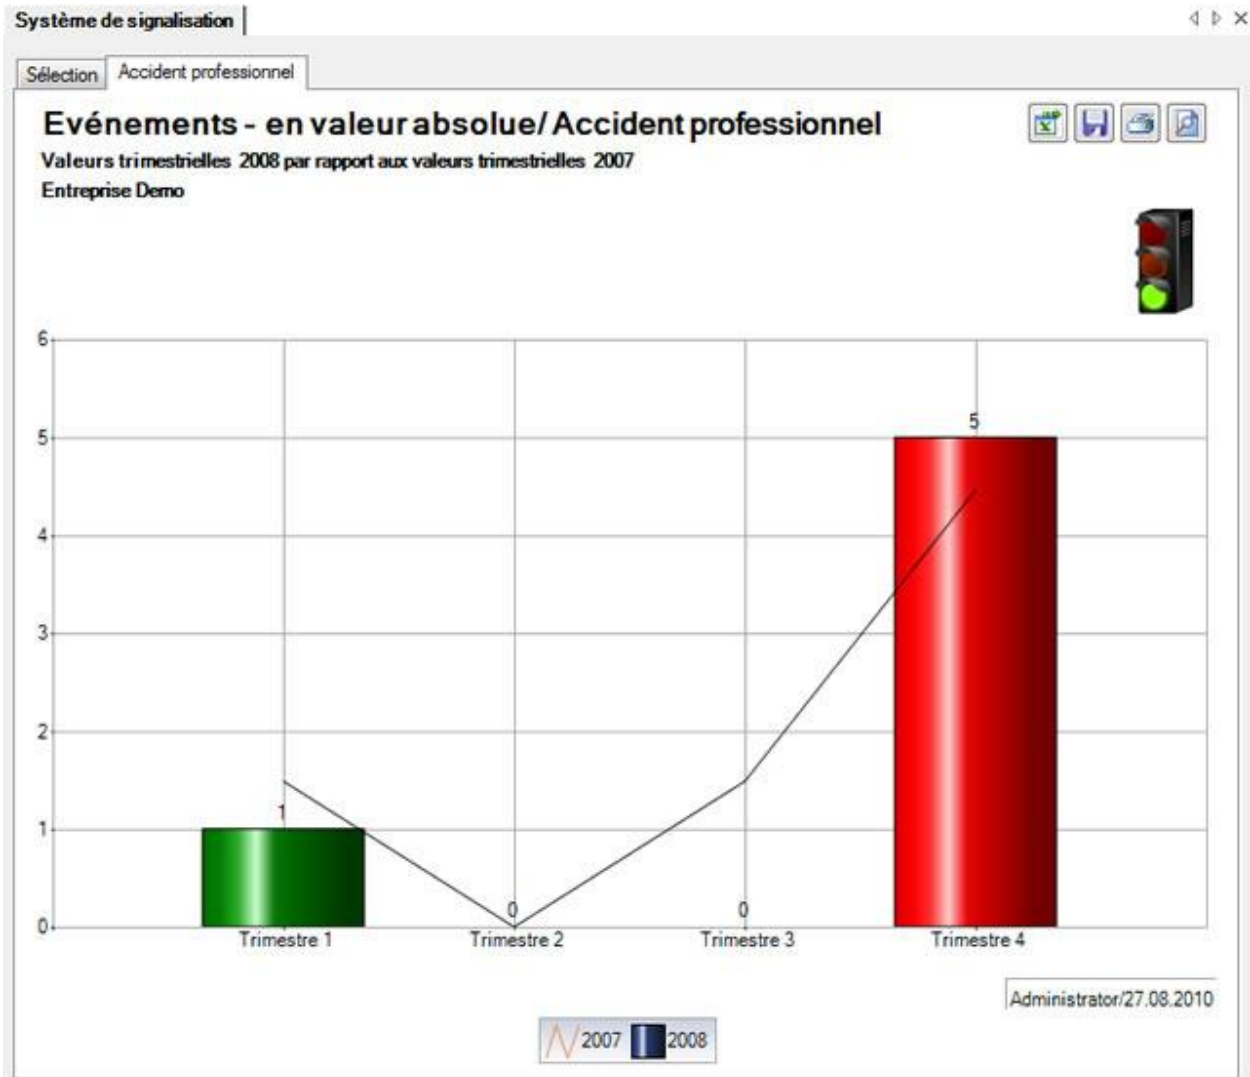 Système de signalisation
Sélection
Accident professionnel
Evénements - en valeur absolue/ Accident professionnel
Valeurs trimestrielles 2008 par rapport aux valeurs trimestrielles 2007
Entreprise Demo
6
5
5
4
3
2
1
1
0
0
0
Trimestre 1
Trimestre 2
Trimestre 3
Trimestre 4
Administrator/27.08.2010
2007
2008